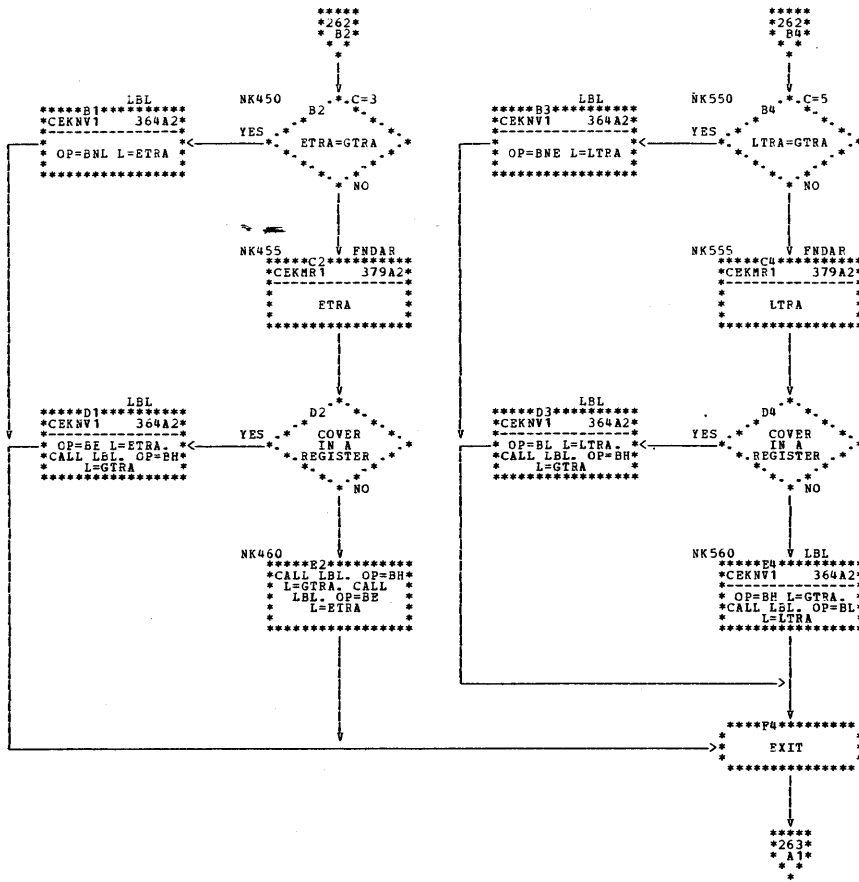 262
B2
262
B4
LBL
NK450
B2
C=3
LBL
NK550
B4
C=5
B1
CEKNV1 364A2
OP=BNL L=ETRA
YES
ETRA=GTRA
NO
B3
CEKNV1 364A2
OP=BNE L=LTRA
YES
LTRA=GTRA
NO
NK455
FNDAR
C2
CEKMR1 379A2
ETRA
NK555
FNDAR
C4
CEKMR1 379A2
LTRA
LBL
D1
CEKNV1 364A2
OP=BE L=ETRA.
CALL LBL. OP=BH
L=GTRA
YES
D2
COVER
IN A
REGISTER
NO
LBL
D3
CEKNV1 364A2
OP=BL L=LTRA.
CALL LBL. OP=BH
L=GTRA
YES
D4
COVER
IN A
REGISTER
NO
NK460
E2
CALL LBL. OP=BH
L=GTRA. CALL
LBL. OP=BE
L=ETRA
NK560
LBL
E4
CEKNV1 364A2
OP=BH L=GTRA.
CALL LBL. OP=BL
L=LTRA
F4
EXIT
263
A1